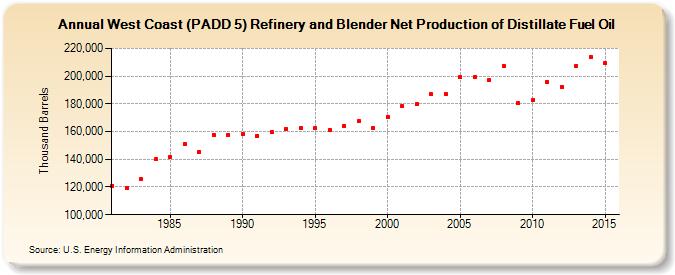 Annual West Coast (PADD 5) Refinery and Blender Net Production of Distillate Fuel Oil
Thousand Barrels
220,000
200,000
180,000
160,000
140,000
120,000
100,000
1985 1990 1995 2000 2005 2010 2015
Source: U.S. Energy Information Administration